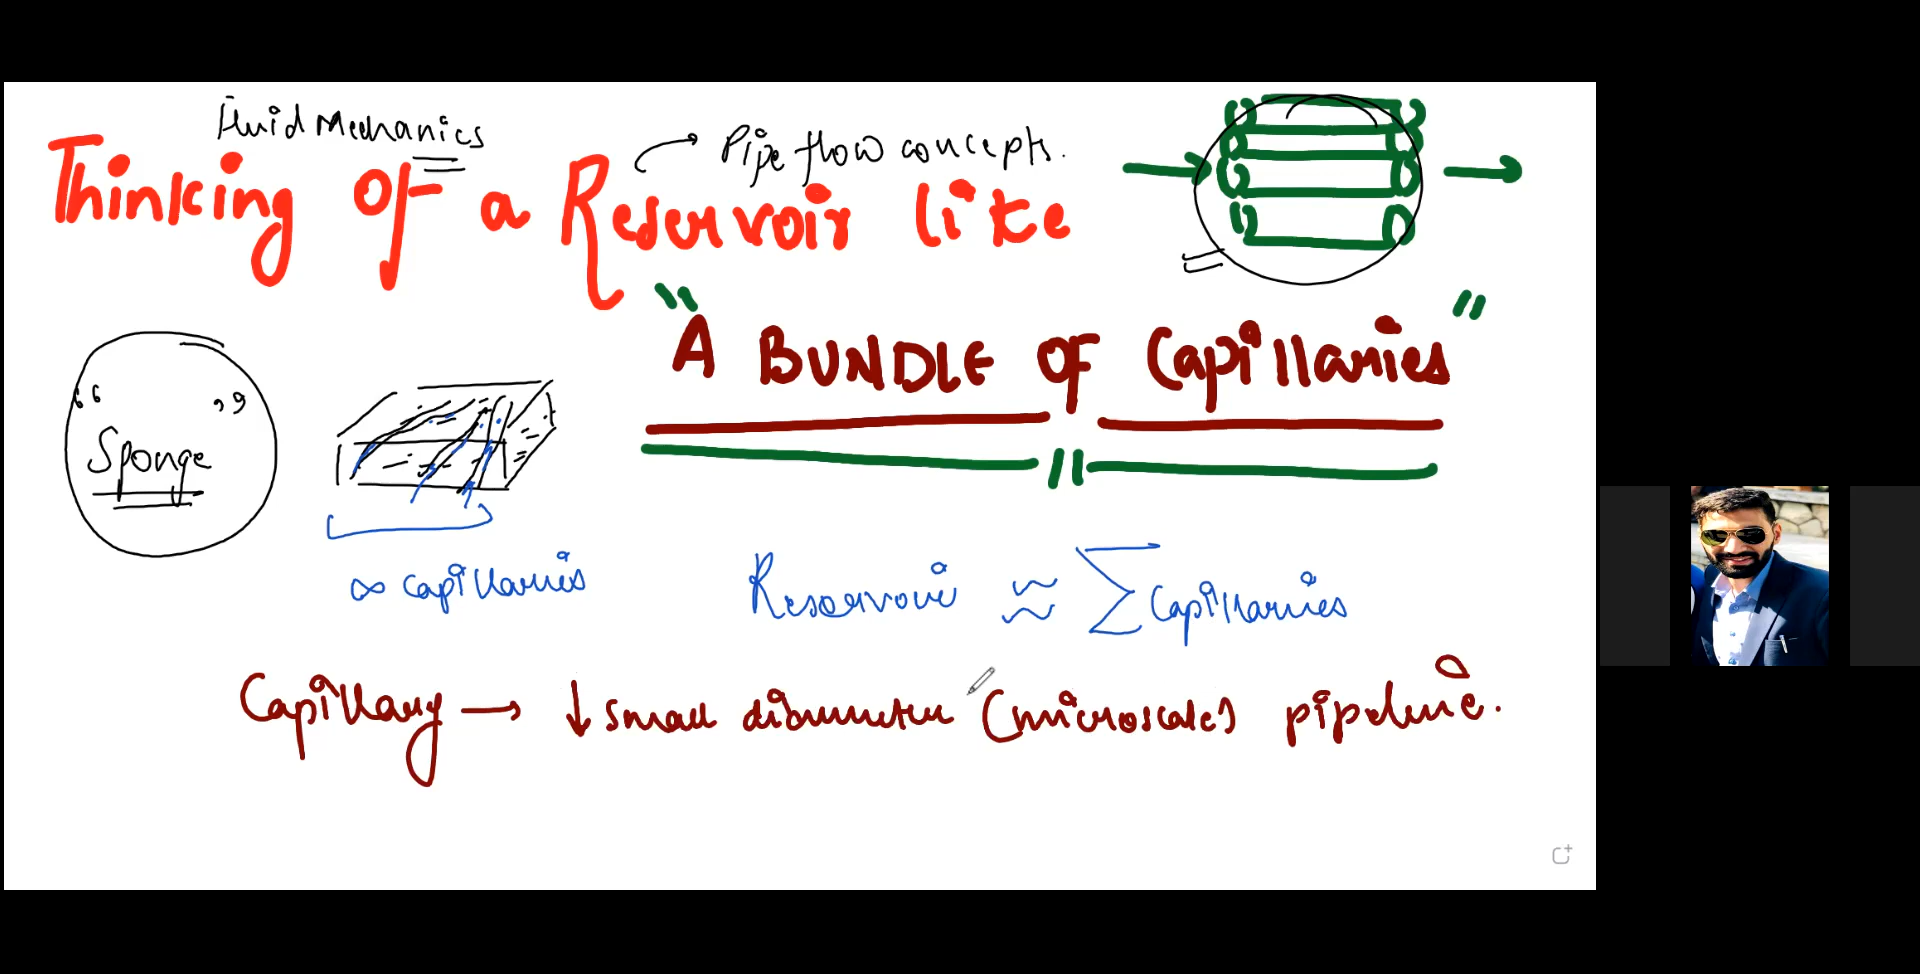 Fluid Mechanics
Pipe flow concepts.
Thinking Of a Reservoir like
"A BUNDLE OF Capillaries"
"Sponge"
∞ capillaries
Reservoir ≈ ∑ Capillaries
Capillary → ↓ small diameter (microscale) pipeline.